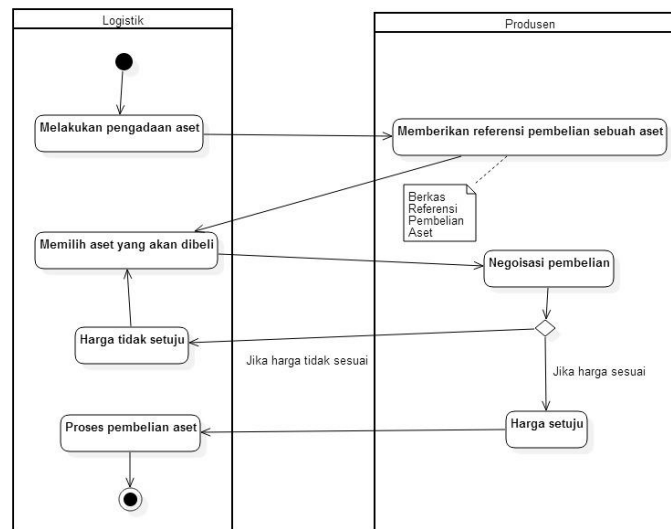 Logistik
Produsen
Melakukan pengadaan aset
Memberikan referensi pembelian sebuah aset
Berkas
Referensi
Pembelian
Aset
Memilih aset yang akan dibeli
Negoisasi pembelian
Harga tidak setuju
Jika harga tidak sesuai
Jika harga sesuai
Proses pembelian aset
Harga setuju